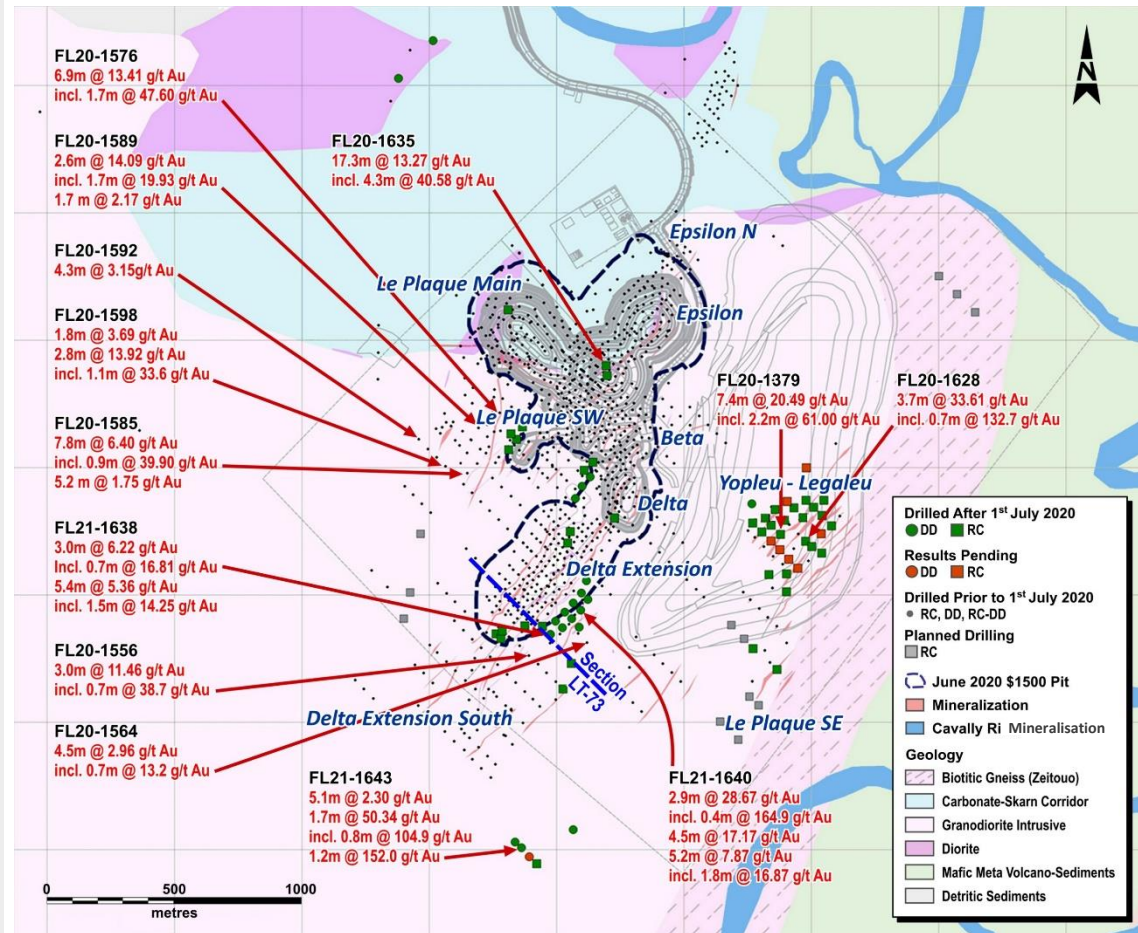 FL20-1576
6.9m @ 13.41 g/t Au
incl. 1.7m @ 47.60 g/t Au
FL20-1589
2.6m @ 14.09 g/t Au
incl. 1.7m @ 19.93 g/t Au
1.7 m @ 2.17 g/t Au
FL20-1592
4.3m @ 3.15g/t Au
FL20-1598
1.8m @ 3.69 g/t Au
2.8m @ 13.92 g/t Au
incl. 1.1m @ 33.6 g/t Au
FL20-1585
7.8m @ 6.40 g/t Au
incl. 0.9m @ 39.90 g/t Au
5.2 m @ 1.75 g/t Au
FL21-1638
3.0m @ 6.22 g/t Au
Incl. 0.7m @ 16.81 g/t Au
5.4m @ 5.36 g/t Au
incl. 1.5m @ 14.25 g/t Au
FL20-1556
3.0m @ 11.46 g/t Au
incl. 0.7m @ 38.7 g/t Au
FL20-1564
4.5m @ 2.96 g/t Au
incl. 0.7m @ 13.2 g/t Au
FL20-1635
17.3m @ 13.27 g/t Au
incl. 4.3m @ 40.58 g/t Au
N
Epsilon N
Le Plaque Main
Epsilon
Le Plaque SW
Beta
Delta
Delta Extension
Section
LT-73
Delta Extension South
Yopleu - Legaleu
Le Plaque SE
FL20-1379
7.4m @ 20.49 g/t Au
incl. 2.2m @ 61.00 g/t Au
FL20-1628
3.7m @ 33.61 g/t Au
incl. 0.7m @ 132.7 g/t Au
FL21-1643
5.1m @ 2.30 g/t Au
1.7m @ 50.34 g/t Au
incl. 0.8m @ 104.9 g/t Au
1.2m @ 152.0 g/t Au
FL21-1640
2.9m @ 28.67 g/t Au
incl. 0.4m @ 164.9 g/t Au
4.5m @ 17.17 g/t Au
5.2m @ 7.87 g/t Au
incl. 1.8m @ 16.87 g/t Au
0 500 1000
metres
Drilled After 1st July 2020
DD RC
Results Pending
DD RC
Drilled Prior to 1st July 2020
RC, DD, RC-DD
Planned Drilling
RC
June 2020 $1500 Pit
Mineralization
Cavally Ri Mineralisation
Geology
Biotitic Gneiss (Zeitouo)
Carbonate-Skarn Corridor
Granodiorite Intrusive
Diorite
Mafic Meta Volcano-Sediments
Detritic Sediments